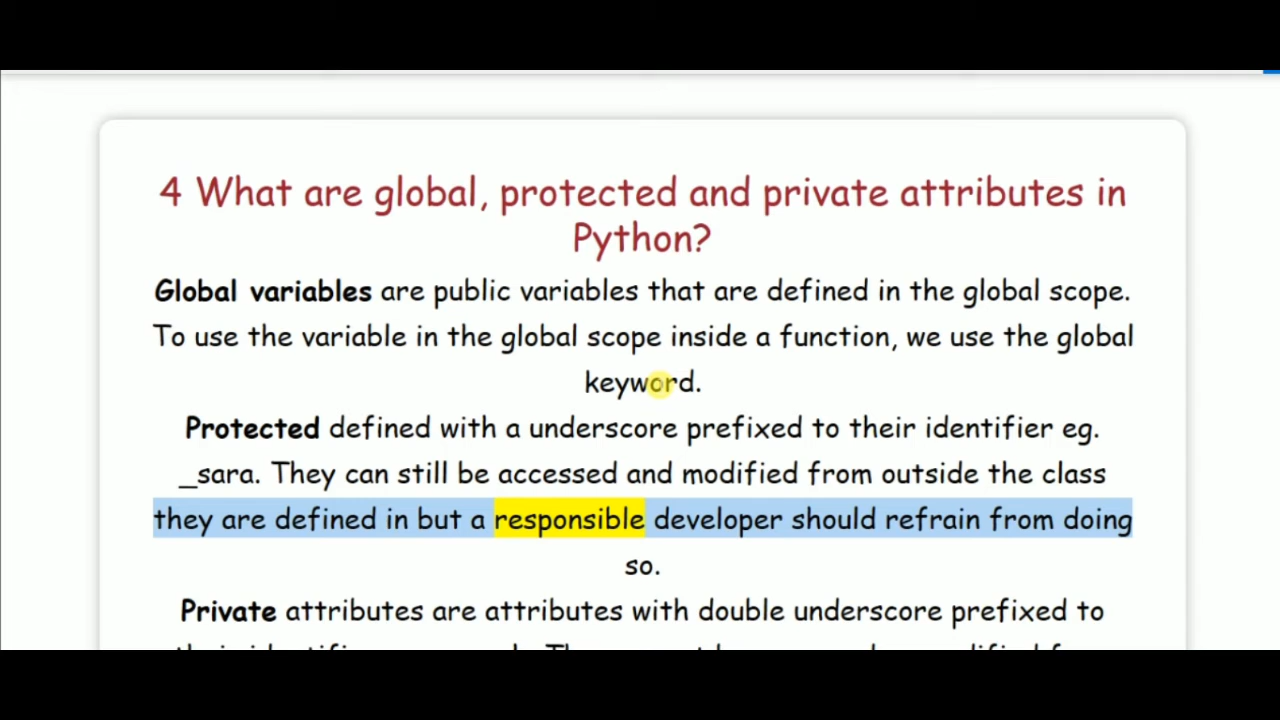 4 What are global, protected and private attributes in
Python?
Global variables are public variables that are defined in the global scope.
To use the variable in the global scope inside a function, we use the global
keyword.
Protected defined with a underscore prefixed to their identifier eg.
_sara. They can still be accessed and modified from outside the class
they are defined in but a responsible developer should refrain from doing
so.
Private attributes are attributes with double underscore prefixed to